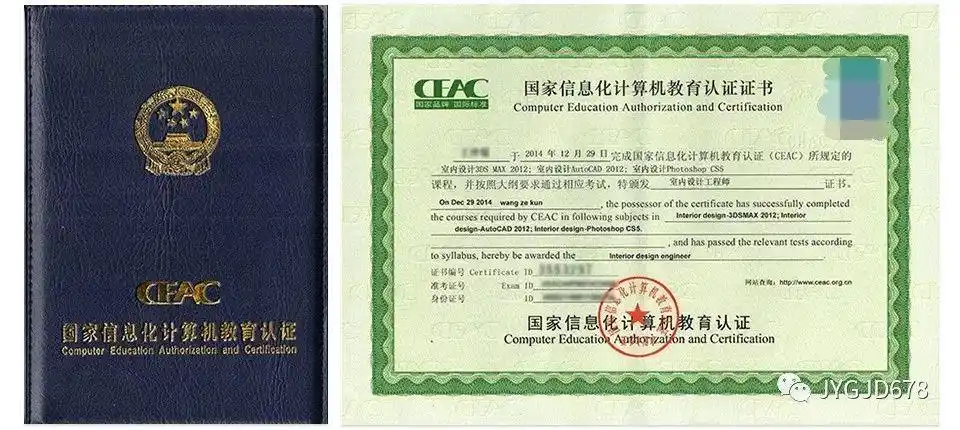 CEAC
国家信息化计算机教育认证
Computer Education Authorization and Certification
CEAC
国家品牌 国际标准
国家信息化计算机教育认证证书
Computer Education Authorization and Certification
于 2014 年 12 月 29 日完成国家信息化计算机教育认证（CEAC）所规定的
室内设计3DS MAX 2012; 室内设计AutoCAD 2012; 室内设计Photoshop CS5
课程，并按照大纲要求通过相应考试，特颁发 室内设计工程师 证书。
On Dec 29 2014 wang ze kun , the possessor of the certificate has successfully completed
the courses required by CEAC in following subjects in Interior design-3DSMAX 2012; Interior
design-AutoCAD 2012; Interior design-Photoshop CS5.
, and has passed the relevant tests according
to syllabus, hereby be awarded the Interior design engineer .
证书编号 Certificate ID
准考证号 Exam ID
身份证号 ID
网站查询：http://www.ceac.org.cn
国家信息化计算机教育认证
Computer Education Authorization and Certification
JYGJD678